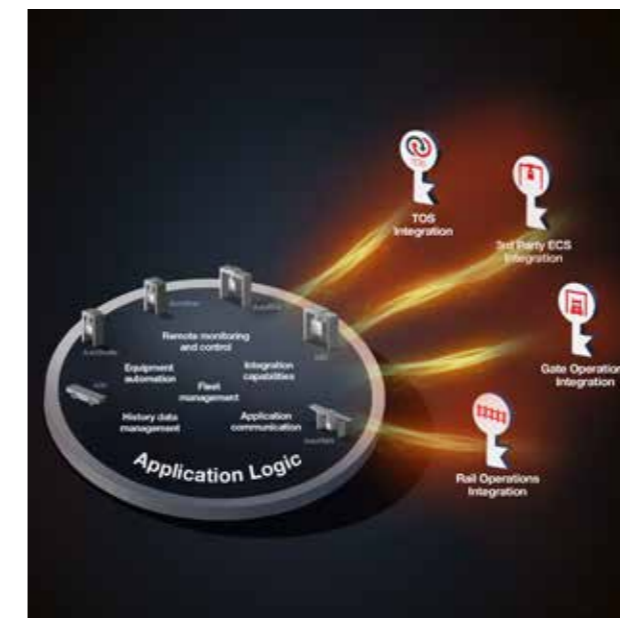 TOS
TOS
Integration
3rd Party ECS
Integration
Gate Operation
Integration
Rail Operations
Integration
Remote monitoring
and control
Equipment
automation
Integration
capabilities
Fleet
management
History data
management
Application
communication
Application Logic